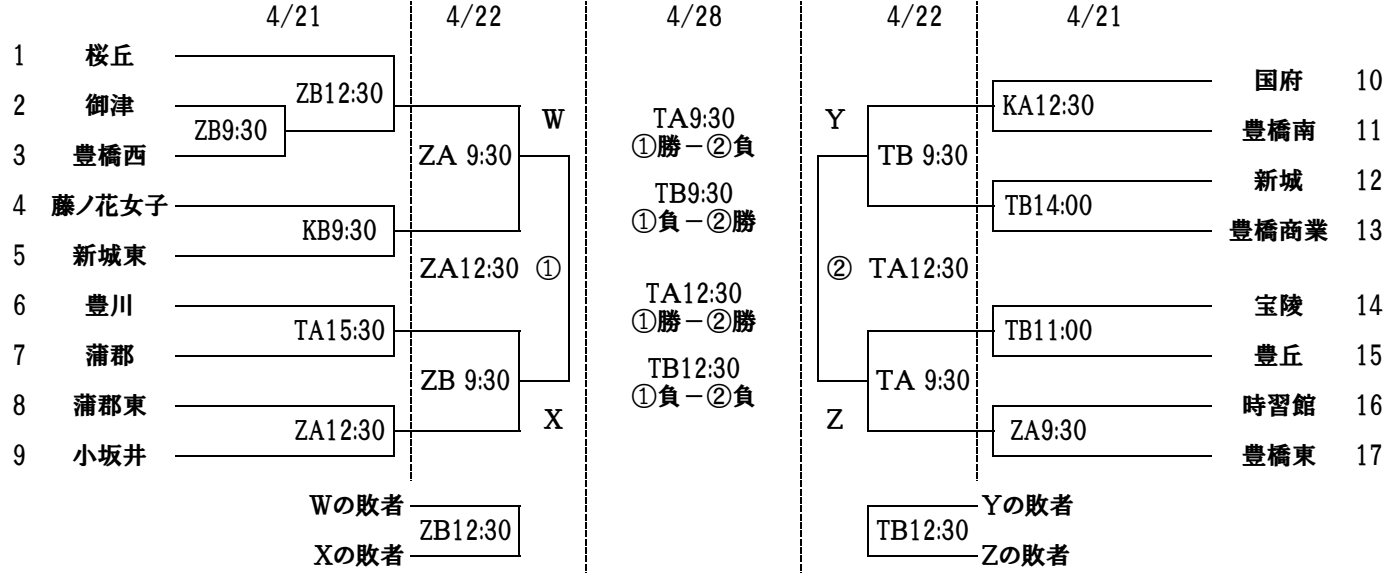 4/21 4/22 4/28 4/22 4/21
1 桜丘
国府 10
ZB12:30
2 御津
W
TA9:30
①勝－②負
Y
KA12:30
ZB9:30
豊橋南 11
3 豊橋西
ZA 9:30
TB 9:30
新城 12
4 藤ノ花女子
TB9:30
①負－②勝
TB14:00
KB9:30
豊橋商業 13
5 新城東
ZA12:30 ①
② TA12:30
6 豊川
TA12:30
①勝－②勝
宝陵 14
TA15:30
TB11:00
7 蒲郡
豊丘 15
ZB 9:30
TB12:30
①負－②負
TA 9:30
8 蒲郡東
時習館 16
X
Z
ZA12:30
ZA9:30
9 小坂井
豊橋東 17
Wの敗者
Yの敗者
ZB12:30
TB12:30
Xの敗者
Zの敗者